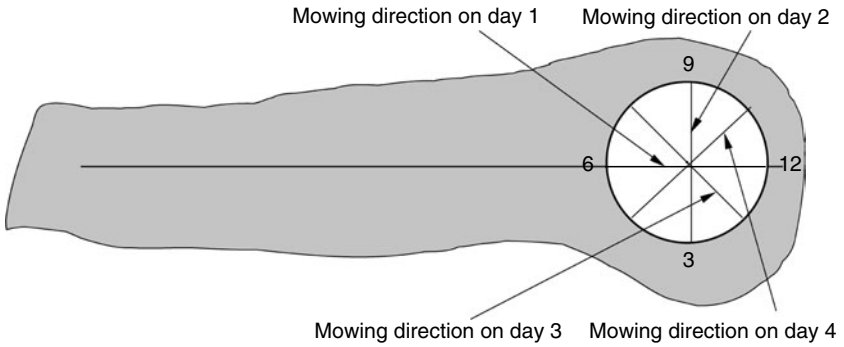 Mowing direction on day 1
Mowing direction on day 2
9
6
12
3
Mowing direction on day 3
Mowing direction on day 4